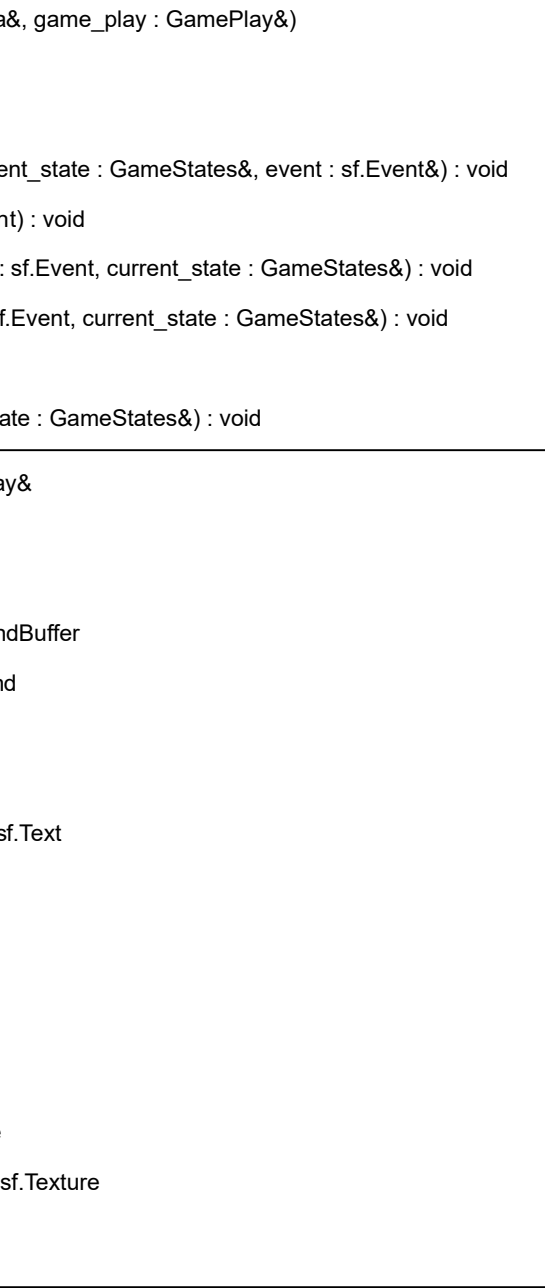 a&, game_play : GamePlay&)
ent_state : GameStates&, event : sf.Event&) : void
nt) : void
: sf.Event, current_state : GameStates&) : void
f.Event, current_state : GameStates&) : void
ate : GameStates&) : void
ay&
ndBuffer
nd
sf.Text
sf.Texture